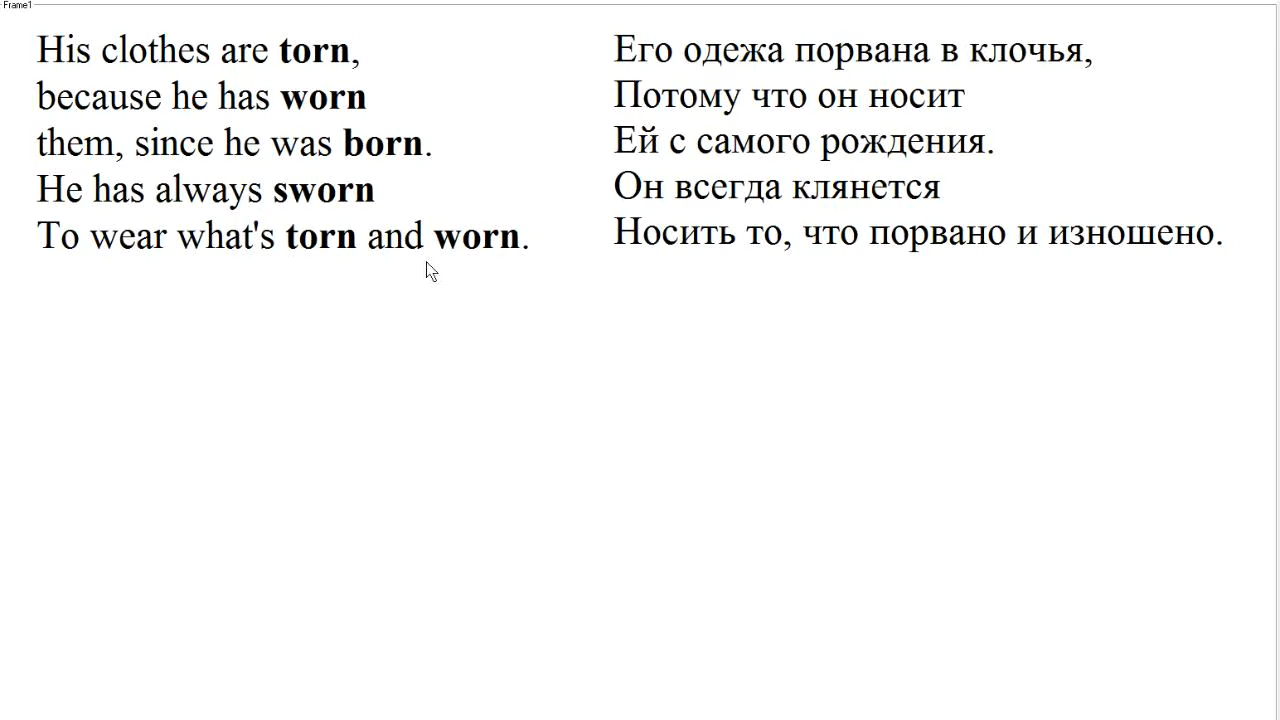 Frame1
His clothes are torn,
because he has worn
them, since he was born.
He has always sworn
To wear what's torn and worn.
Его одежа порвана в клочья,
Потому что он носит
Ей с самого рождения.
Он всегда клянется
Носить то, что порвано и изношено.